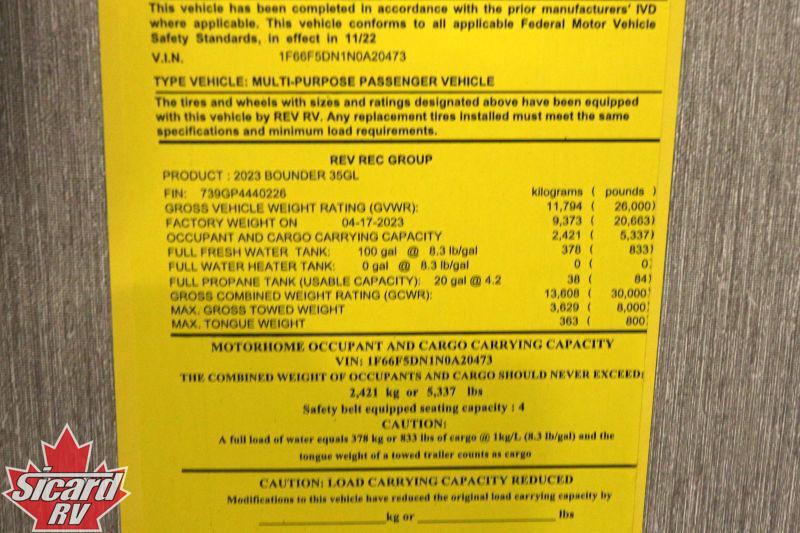 This vehicle has been completed in accordance with the prior manufacturers' IVD
where applicable. This vehicle conforms to all applicable Federal Motor Vehicle
Safety Standards, in effect in 11/22
V.I.N. 1F66F5DN1N0A20473
TYPE VEHICLE: MULTI-PURPOSE PASSENGER VEHICLE
The tires and wheels with sizes and ratings designated above have been equipped
with this vehicle by REV RV. Any replacement tires installed must meet the same
specifications and minimum load requirements.
REV REC GROUP
PRODUCT : 2023 BOUNDER 35GL
FIN: 739GP4440226 kilograms ( pounds )
GROSS VEHICLE WEIGHT RATING (GVWR): 11,794 ( 26,000)
FACTORY WEIGHT ON 04-17-2023 9,373 ( 20,663)
OCCUPANT AND CARGO CARRYING CAPACITY 2,421 ( 5,337)
FULL FRESH WATER TANK: 100 gal @ 8.3 lb/gal 378 ( 833)
FULL WATER HEATER TANK: 0 gal @ 8.3 lb/gal 0 ( 0)
FULL PROPANE TANK (USABLE CAPACITY): 20 gal @ 4.2 38 ( 84)
GROSS COMBINED WEIGHT RATING (GCWR): 13,608 ( 30,000)
MAX. GROSS TOWED WEIGHT 3,629 ( 8,000)
MAX. TONGUE WEIGHT 363 ( 800)
MOTORHOME OCCUPANT AND CARGO CARRYING CAPACITY
VIN: 1F66F5DN1N0A20473
THE COMBINED WEIGHT OF OCCUPANTS AND CARGO SHOULD NEVER EXCEED:
2,421 kg or 5,337 lbs
Safety belt equipped seating capacity : 4
CAUTION:
A full load of water equals 378 kg or 833 lbs of cargo @ 1kg/L (8.3 lb/gal) and the
tongue weight of a towed trailer counts as cargo
CAUTION: LOAD CARRYING CAPACITY REDUCED
Modifications to this vehicle have reduced the original load carrying capacity by
____________________kg or ______________________ lbs
Sicard
RV